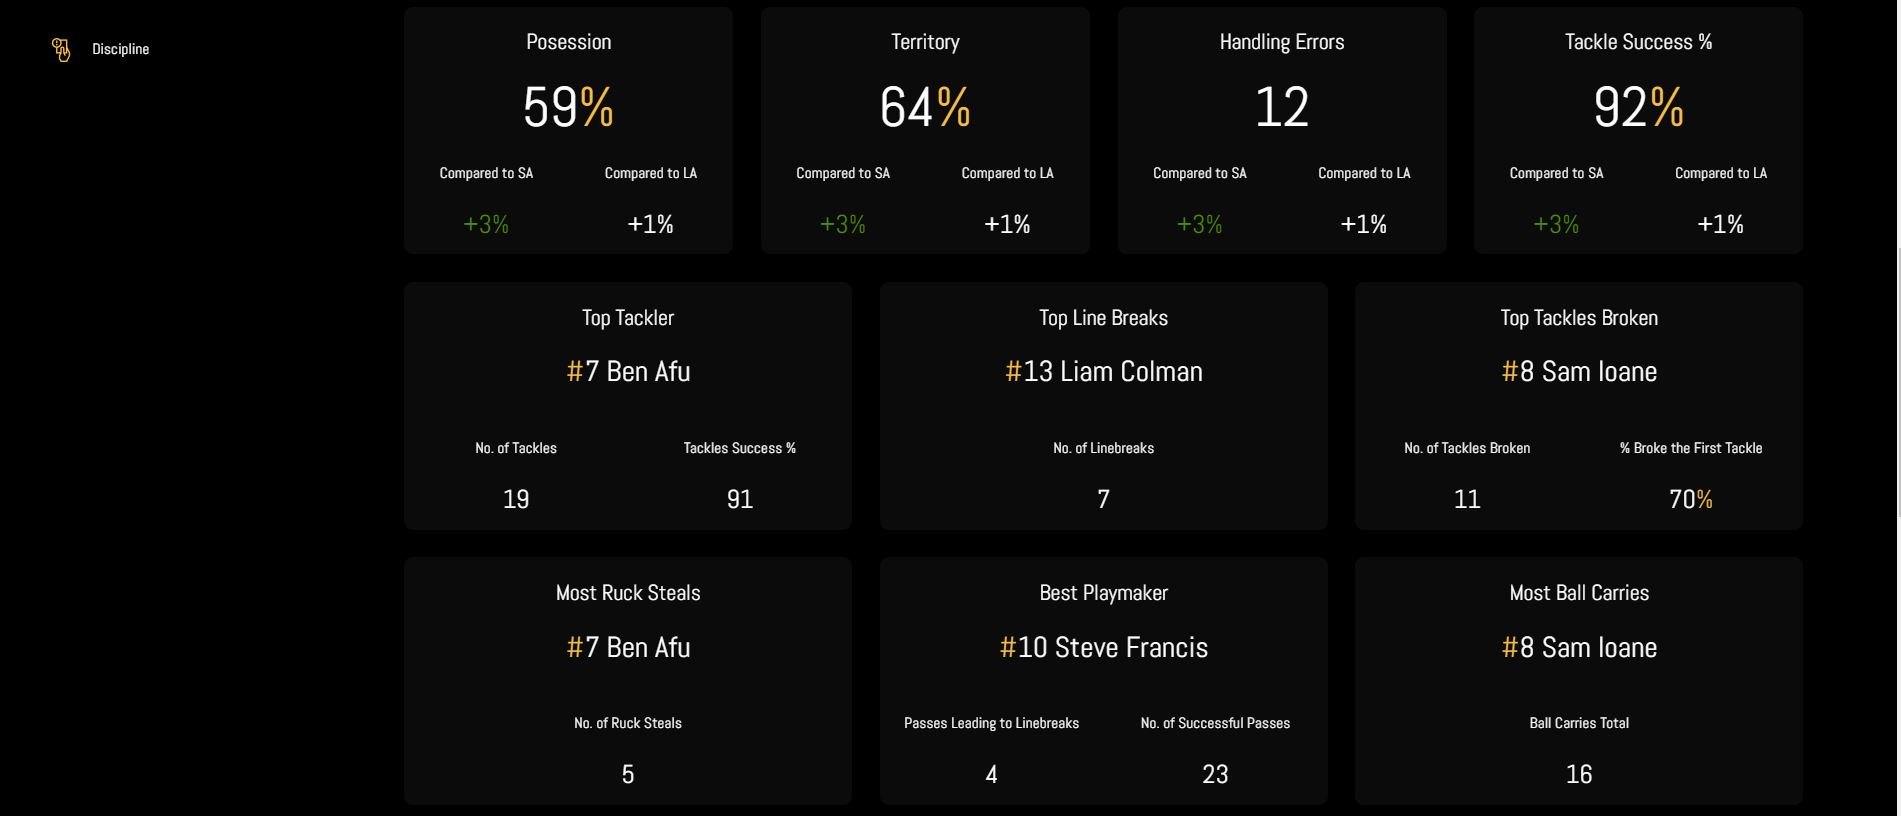 Discipline
Posession
59%
Compared to SA
Compared to LA
+3%
+1%
Territory
64%
Compared to SA
Compared to LA
+3%
+1%
Handling Errors
12
Compared to SA
Compared to LA
+3%
+1%
Tackle Success %
92%
Compared to SA
Compared to LA
+3%
+1%
Top Tackler
#7 Ben Afu
No. of Tackles
Tackles Success %
19
91
Top Line Breaks
#13 Liam Colman
No. of Linebreaks
7
Top Tackles Broken
#8 Sam Ioane
No. of Tackles Broken
% Broke the First Tackle
11
70%
Most Ruck Steals
#7 Ben Afu
No. of Ruck Steals
5
Best Playmaker
#10 Steve Francis
Passes Leading to Linebreaks
No. of Successful Passes
4
23
Most Ball Carries
#8 Sam Ioane
Ball Carries Total
16